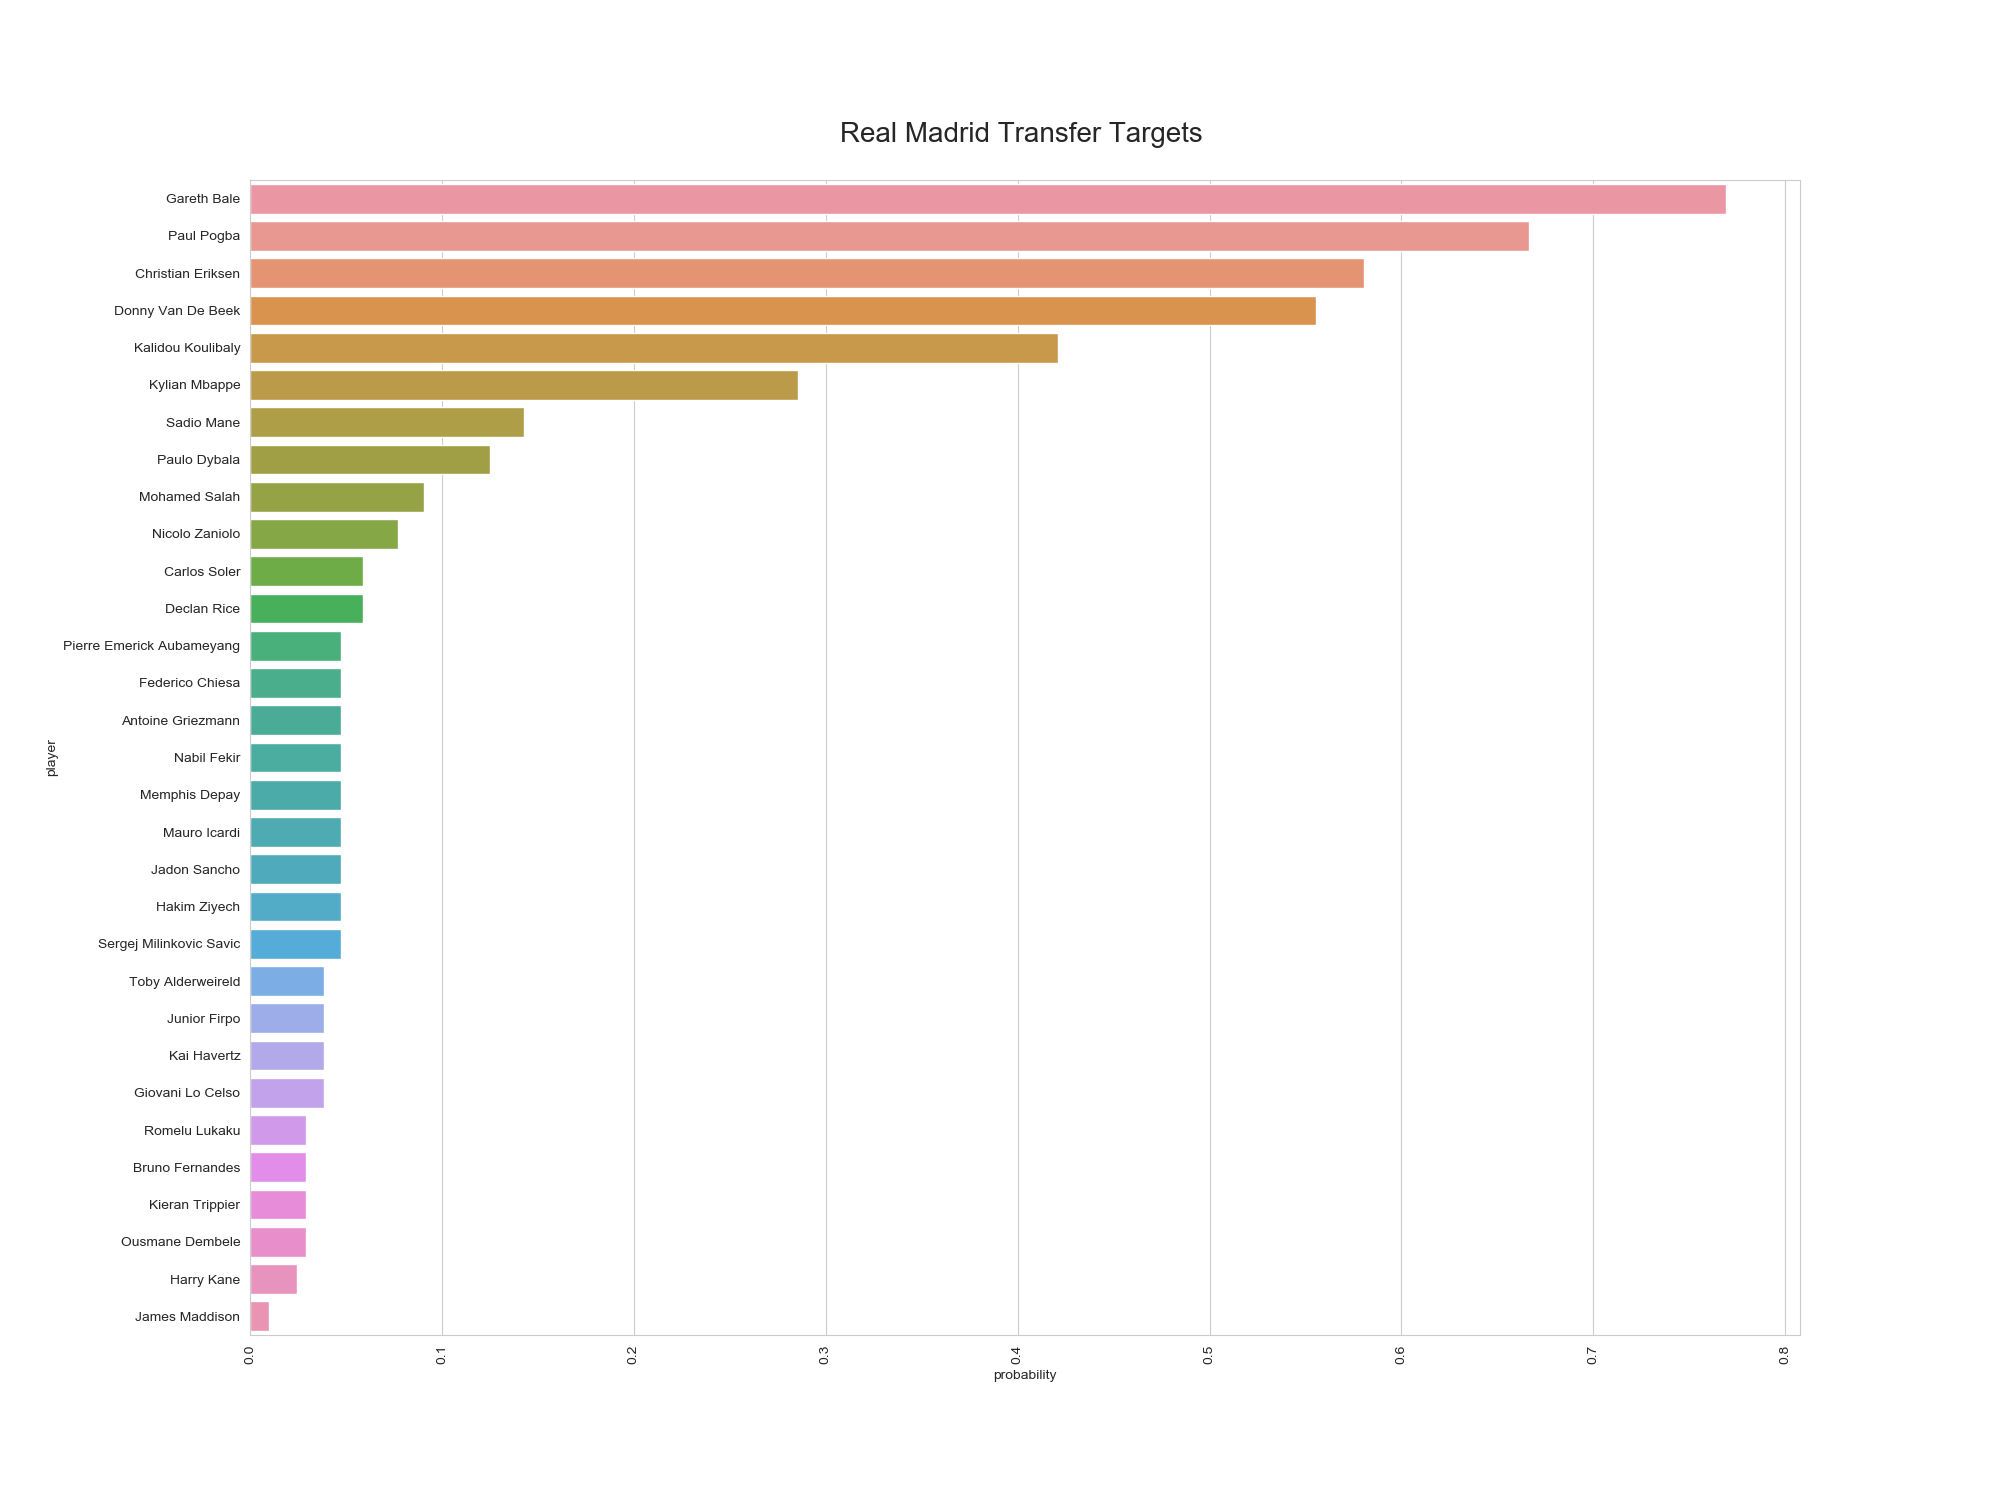 Real Madrid Transfer Targets
Gareth Bale
Paul Pogba
Christian Eriksen
Donny Van De Beek
Kalidou Koulibaly
Kylian Mbappe
Sadio Mane
Paulo Dybala
Mohamed Salah
Nicolo Zaniolo
Carlos Soler
Declan Rice
Pierre Emerick Aubameyang
Federico Chiesa
Antoine Griezmann
Nabil Fekir
Memphis Depay
Mauro Icardi
Jadon Sancho
Hakim Ziyech
Sergej Milinkovic Savic
Toby Alderweireld
Junior Firpo
Kai Havertz
Giovani Lo Celso
Romelu Lukaku
Bruno Fernandes
Kieran Trippier
Ousmane Dembele
Harry Kane
James Maddison
player
0.0 0.1 0.2 0.3 0.4 0.5 0.6 0.7 0.8
probability